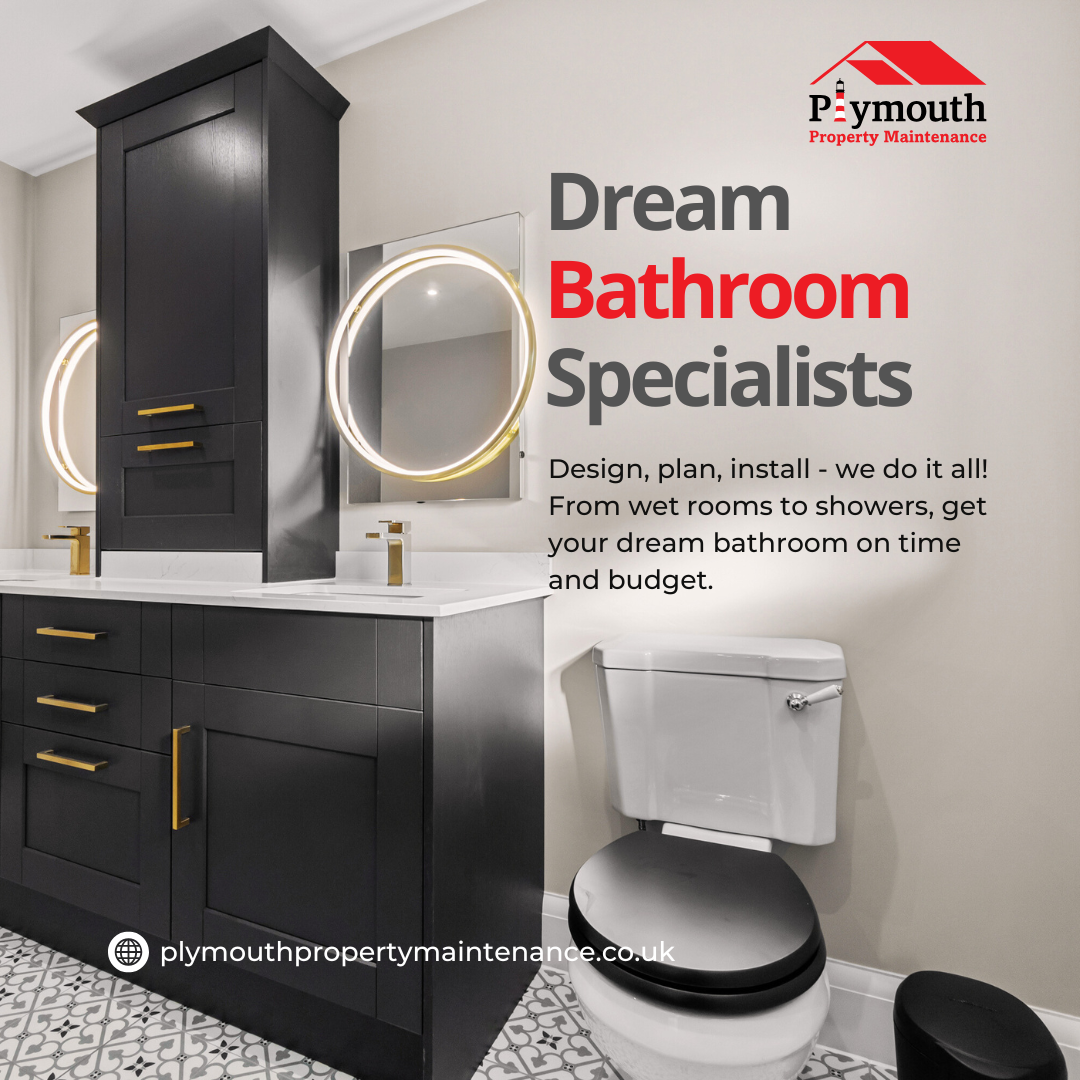 Plymouth
Property Maintenance
Dream
Bathroom
Specialists
Design, plan, install - we do it all!
From wet rooms to showers, get
your dream bathroom on time
and budget.
plymouthpropertymaintenance.co.uk